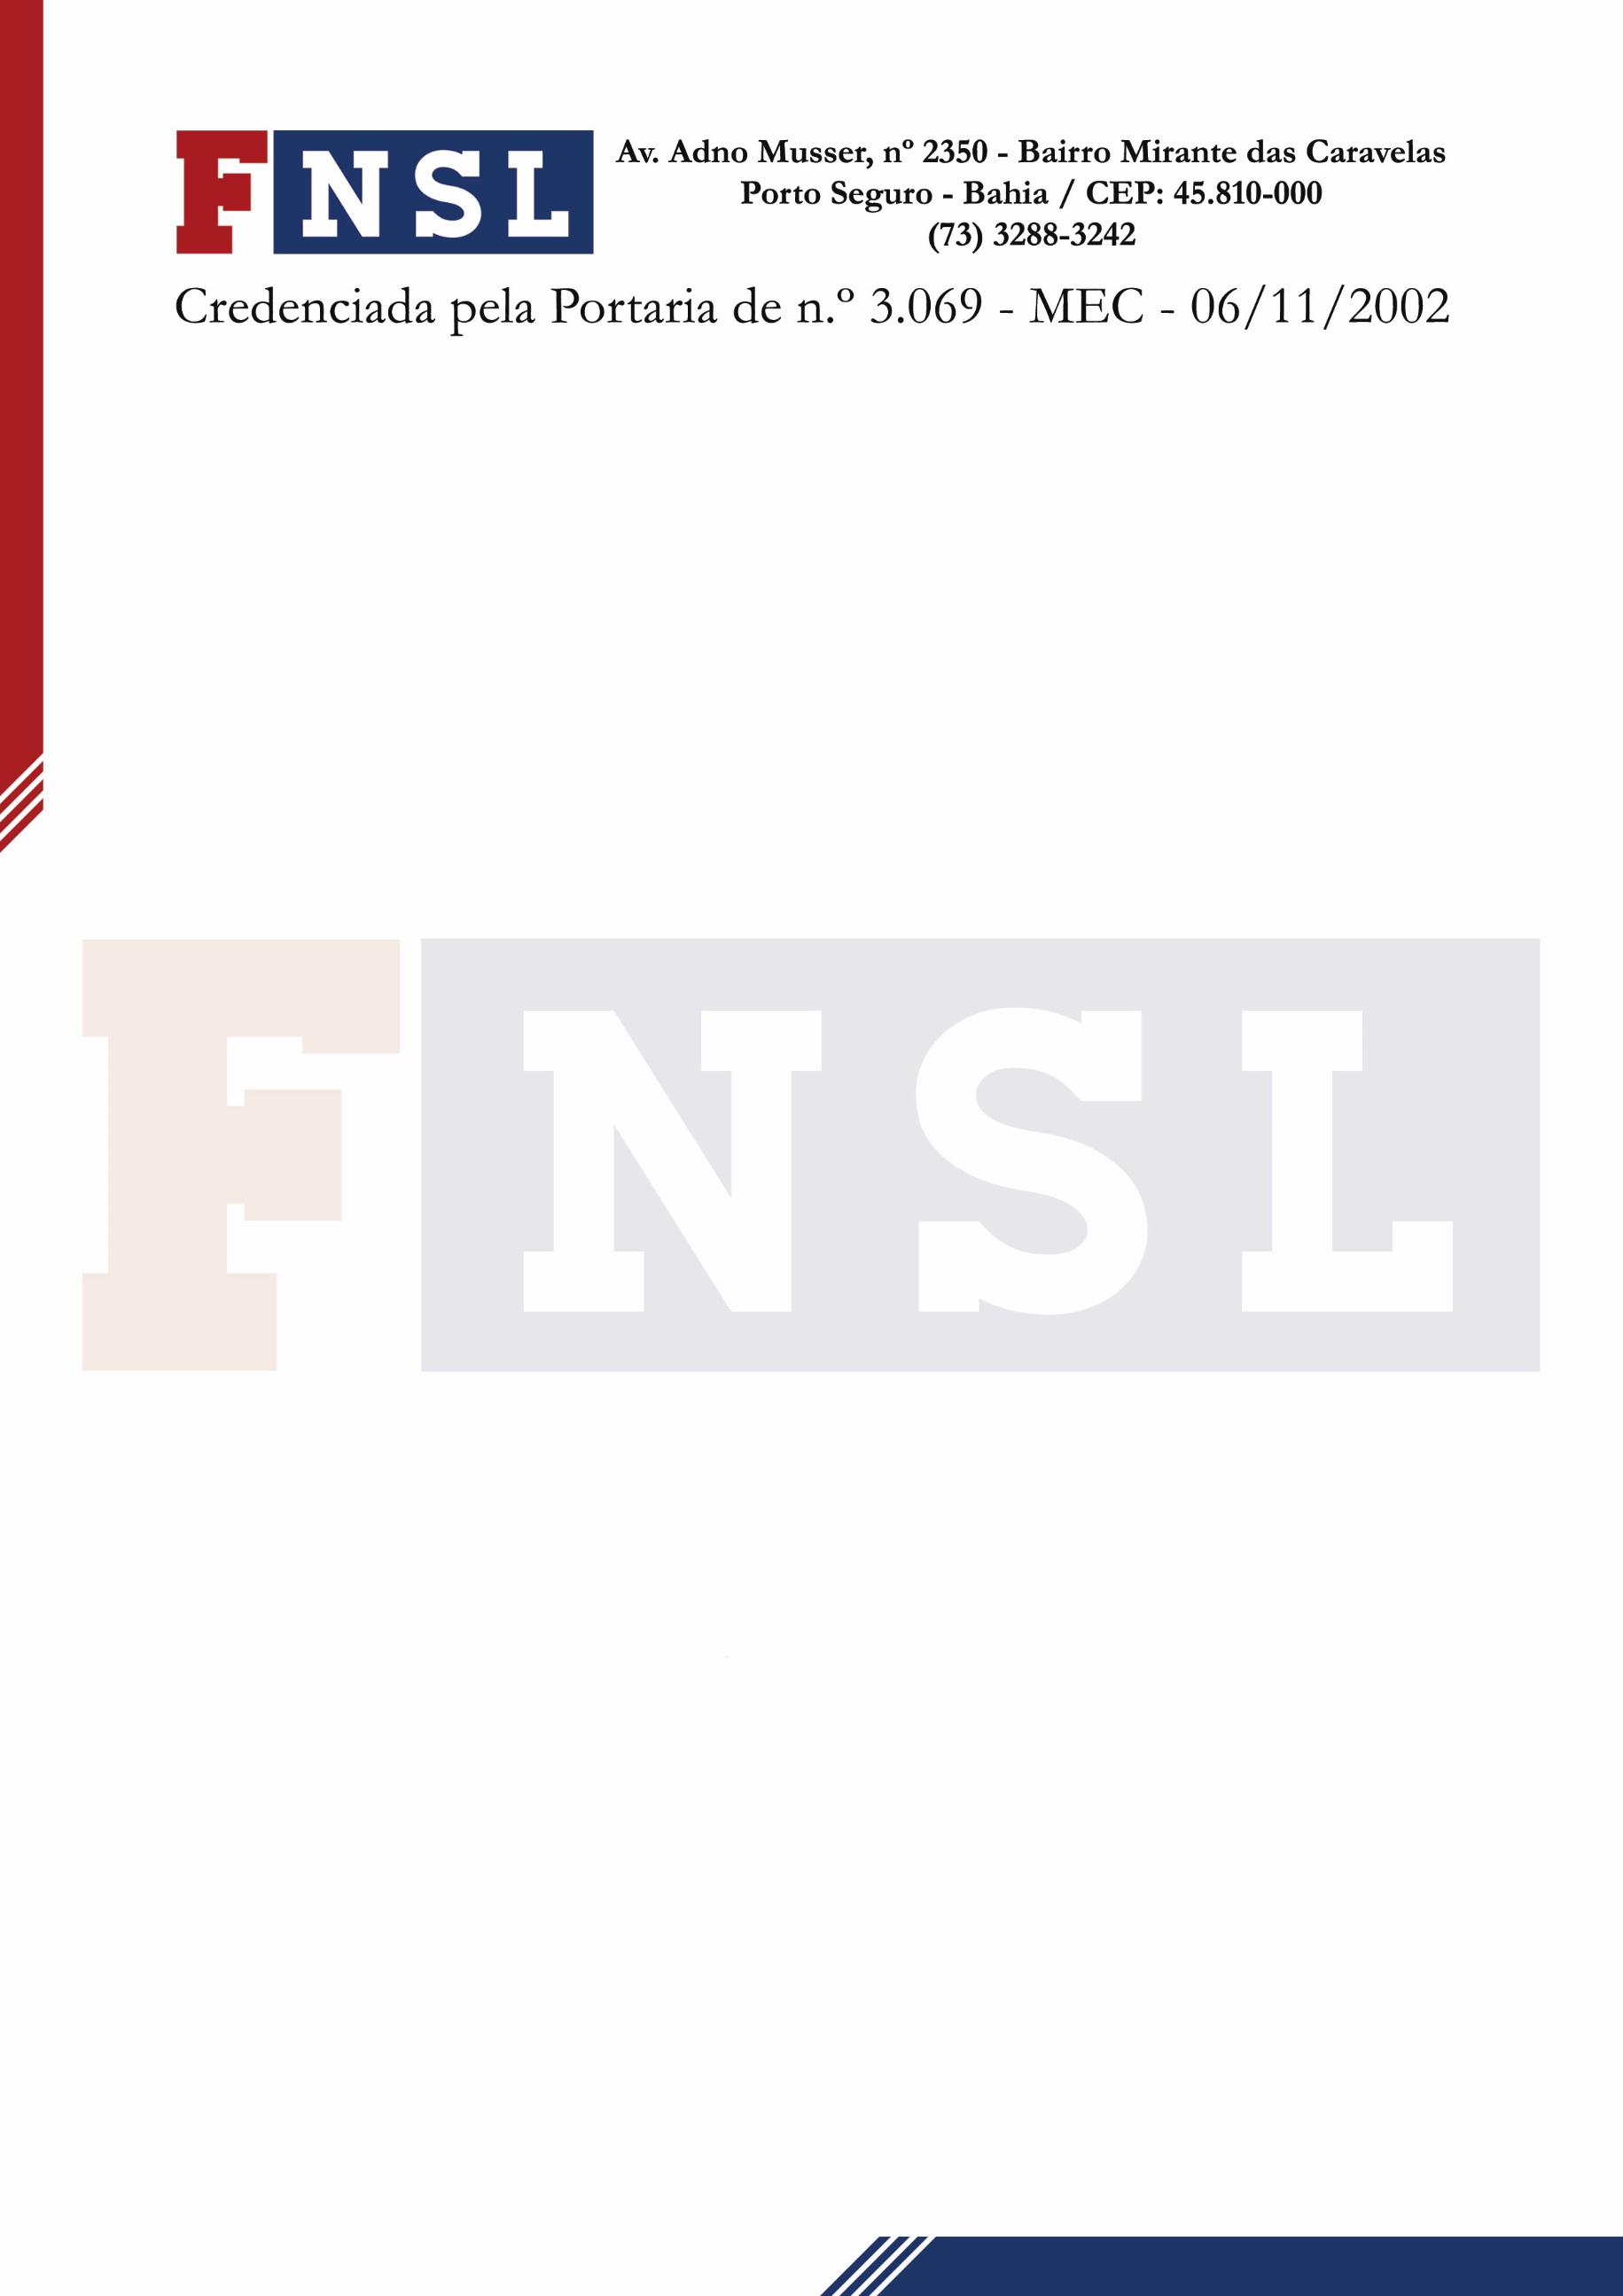 FNSL
Av. Adno Musser, nº 2350 - Bairro Mirante das Caravelas
Porto Seguro - Bahia / CEP: 45.810-000
(73) 3288-3242
Credenciada pela Portaria de n.º 3.069 - MEC - 06/11/2002
FNSL